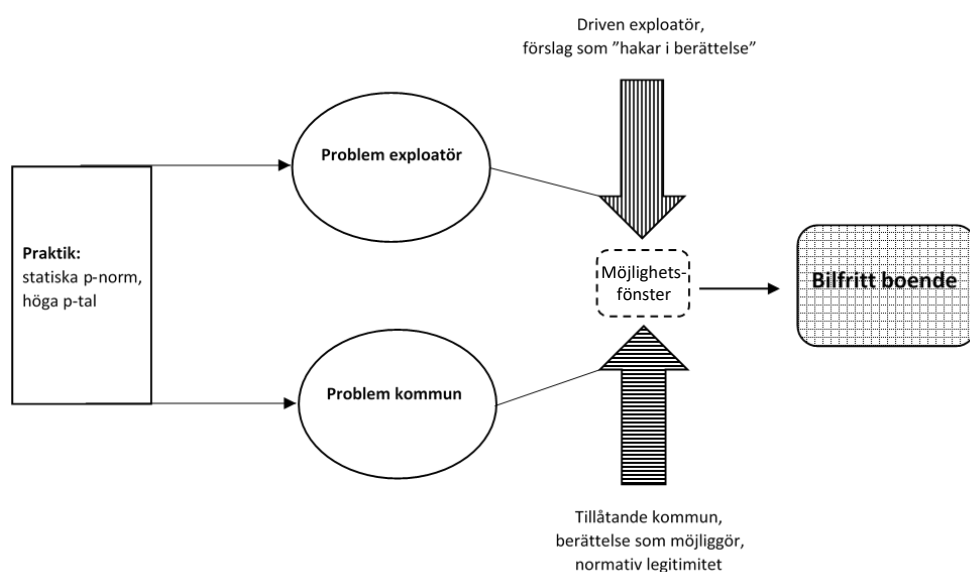 Driven exploatör,
förslag som ”hakar i berättelse”
Problem exploatör
Praktik:
statiska p-norm,
höga p-tal
Möjlighets-
fönster
Bilfritt boende
Problem kommun
Tillåtande kommun,
berättelse som möjliggör,
normativ legitimitet